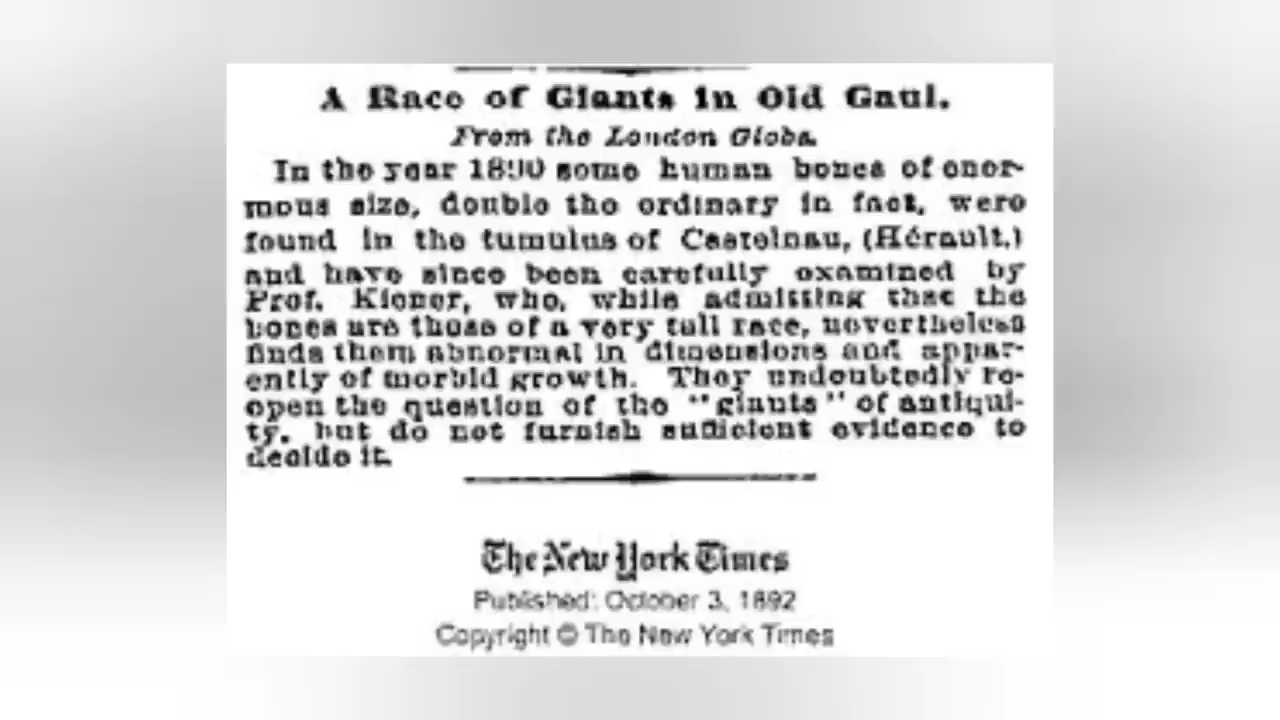 A Race of Giants in Old Gaul.
From the London Globe.
In the year 1890 some human bones of enor-
mous size, double the ordinary in fact, were
found in the tumulus of Castelnau, (Hérault,)
and have since been carefully examined by
Prof. Kiener, who, while admitting that the
bones are those of a very tall race, nevertheless
finds them abnormal in dimensions and appar-
ently of morbid growth. They undoubtedly re-
open the question of the "giants" of antiqui-
ty, but do not furnish sufficient evidence to
decide it.
The New York Times
Published: October 3, 1892
Copyright © The New York Times